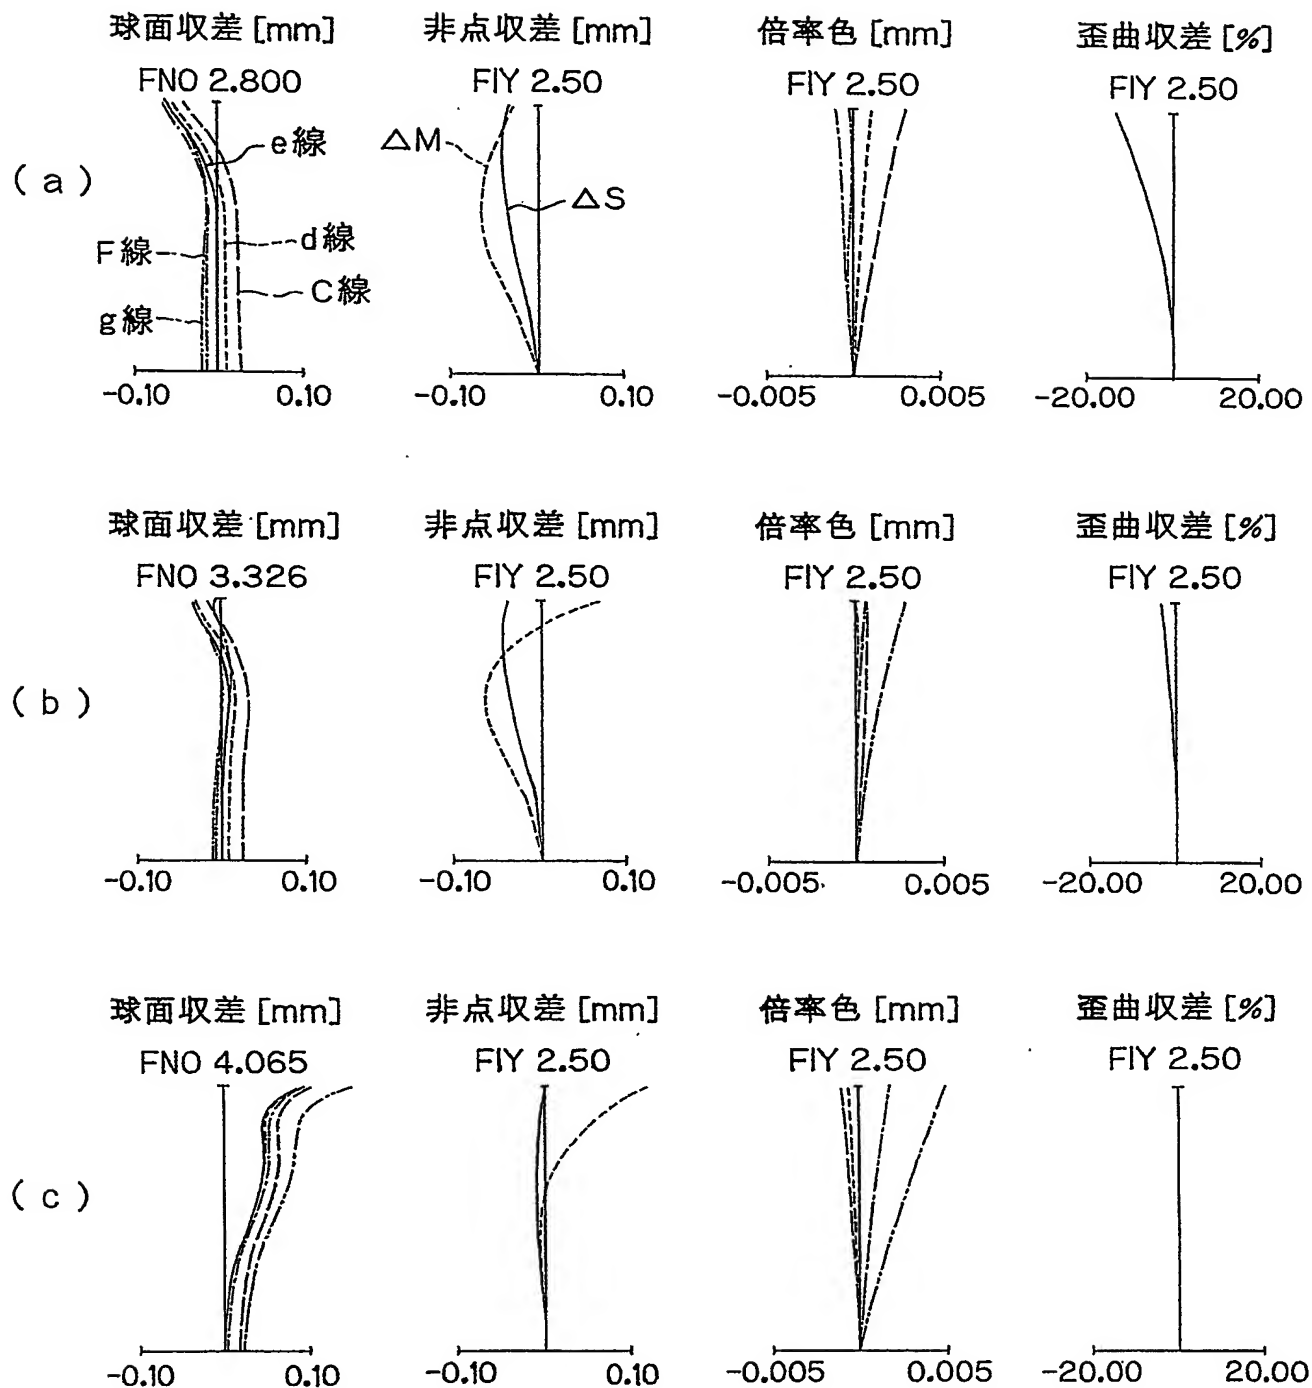 球面収差 [mm] 非点収差 [mm] 倍率色 [mm] 歪曲収差 [%]
FNO 2.800 FIY 2.50 FIY 2.50 FIY 2.50
(a)
e線
d線
F線
C線
g線
△M
△S
-0.10 0.10 -0.10 0.10 -0.005 0.005 -20.00 20.00
球面収差 [mm] 非点収差 [mm] 倍率色 [mm] 歪曲収差 [%]
FNO 3.326 FIY 2.50 FIY 2.50 FIY 2.50
(b)
-0.10 0.10 -0.10 0.10 -0.005 0.005 -20.00 20.00
球面収差 [mm] 非点収差 [mm] 倍率色 [mm] 歪曲収差 [%]
FNO 4.065 FIY 2.50 FIY 2.50 FIY 2.50
(c)
-0.10 0.10 -0.10 0.10 -0.005 0.005 -20.00 20.00